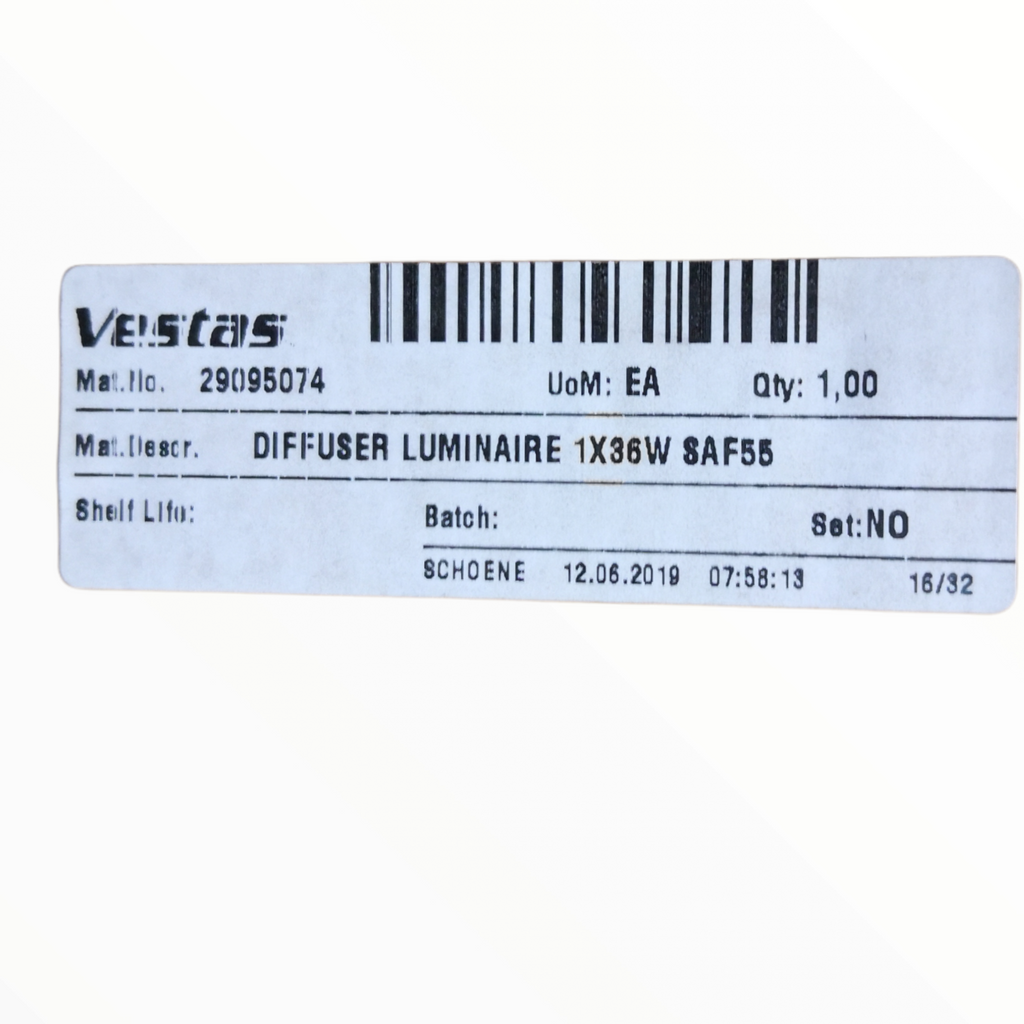 Vestas
Mat.No. 29095074 UoM: EA Qty: 1,00
Mat.Descr. DIFFUSER LUMINAIRE 1X36W SAF55
Shelf Life: Batch: Set:NO
SCHOENE 12.06.2019 07:58:13 16/32